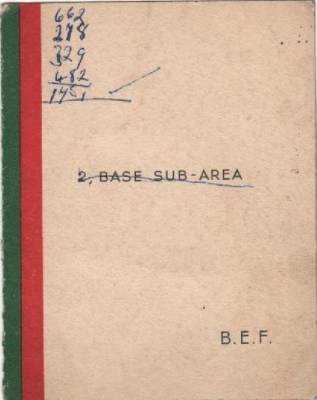 662
278
329
482
1751
2, BASE SUB-AREA
B.E.F.